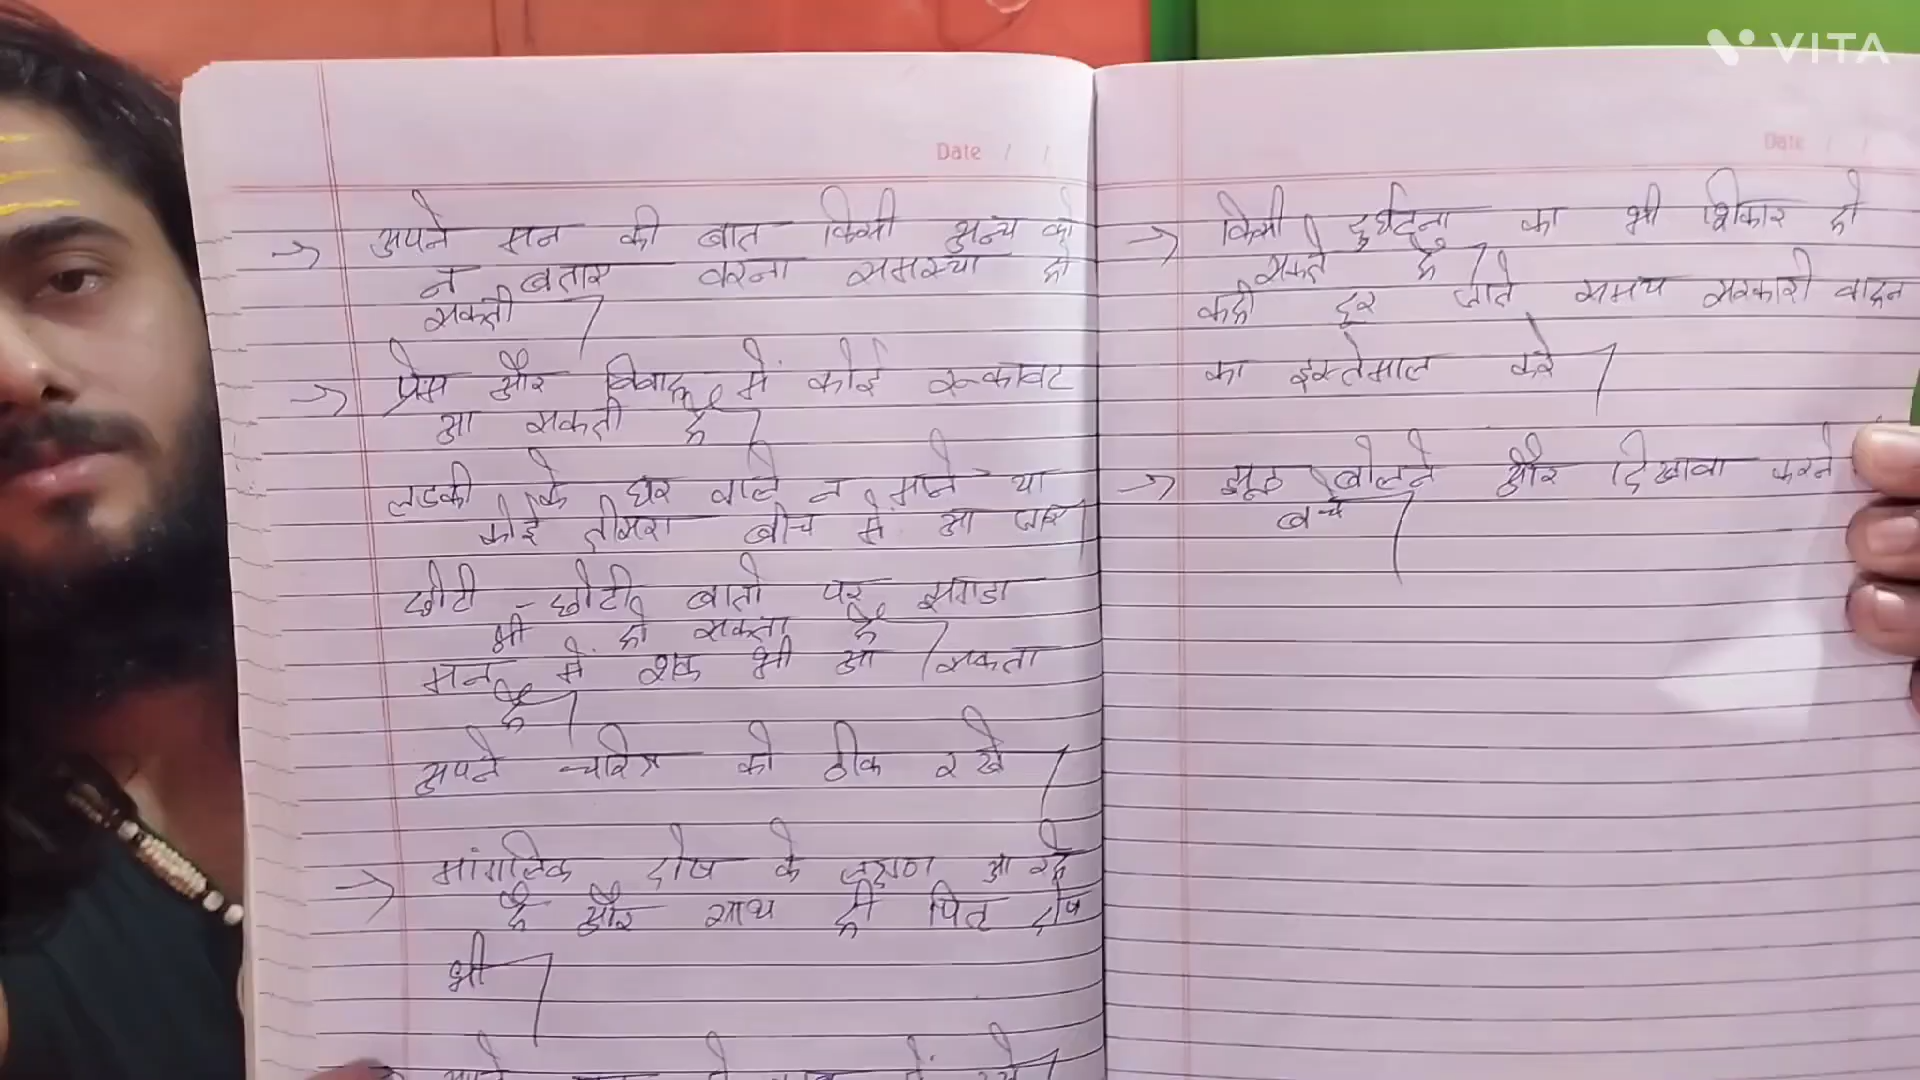 VITA
Date / /
→ अपने मन की बात किसी अन्य को
न बताए वरना समस्या हो
सकती।
→ प्रेम और विवाह में कोई रूकावट
आ सकती है।
लडकी के घर वाले न माने या
कोई तीसरा बीच में आ जाए।
छोटी - छोटी बातो पर झगडा
भी हो सकता है।
मन में शक भी आ सकता
है।
अपने चरित्र को ठीक रखे।
→ मांगलिक दोष के लक्षण आ रहे
है और साथ ही पितृ दोष
भी।
Date / /
→ किसी दुर्घटना का भी शिकार हो
सकते है।
कही दूर जाते समय सरकारी वाहन
का इस्तेमाल करे।
→ झूठ बोलने और दिखावा करने
बचे।